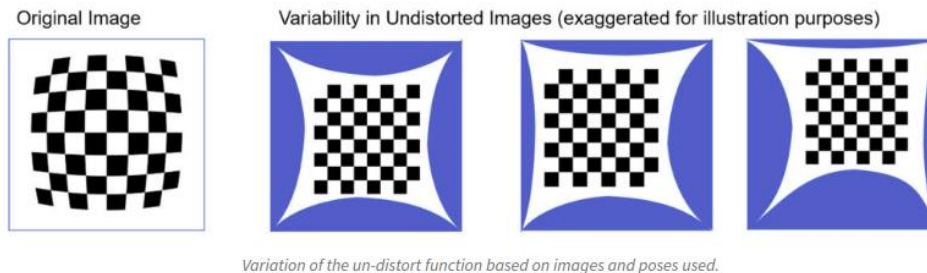 Original Image
Variability in Undistorted Images (exaggerated for illustration purposes)
Variation of the un-distort function based on images and poses used.